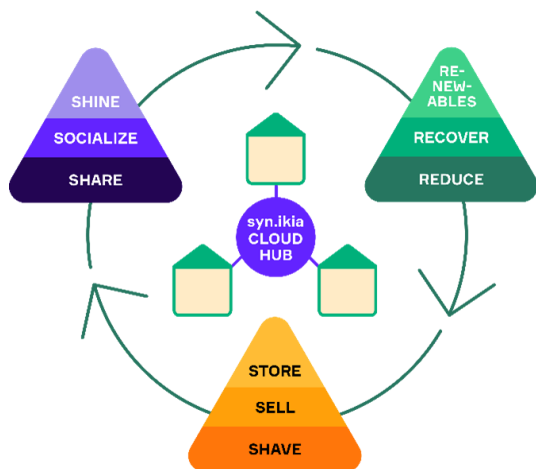 SHINE
SOCIALIZE
SHARE
RE-
NEW-
ABLES
RECOVER
REDUCE
syn.ikia
CLOUD
HUB
STORE
SELL
SHAVE